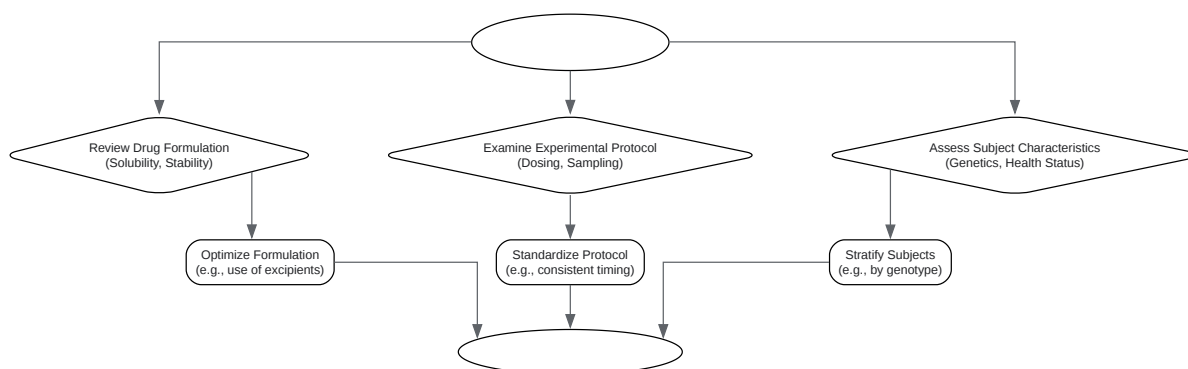 Review Drug Formulation
(Solubility, Stability)
Examine Experimental Protocol
(Dosing, Sampling)
Assess Subject Characteristics
(Genetics, Health Status)
Optimize Formulation
(e.g., use of excipients)
Standardize Protocol
(e.g., consistent timing)
Stratify Subjects
(e.g., by genotype)